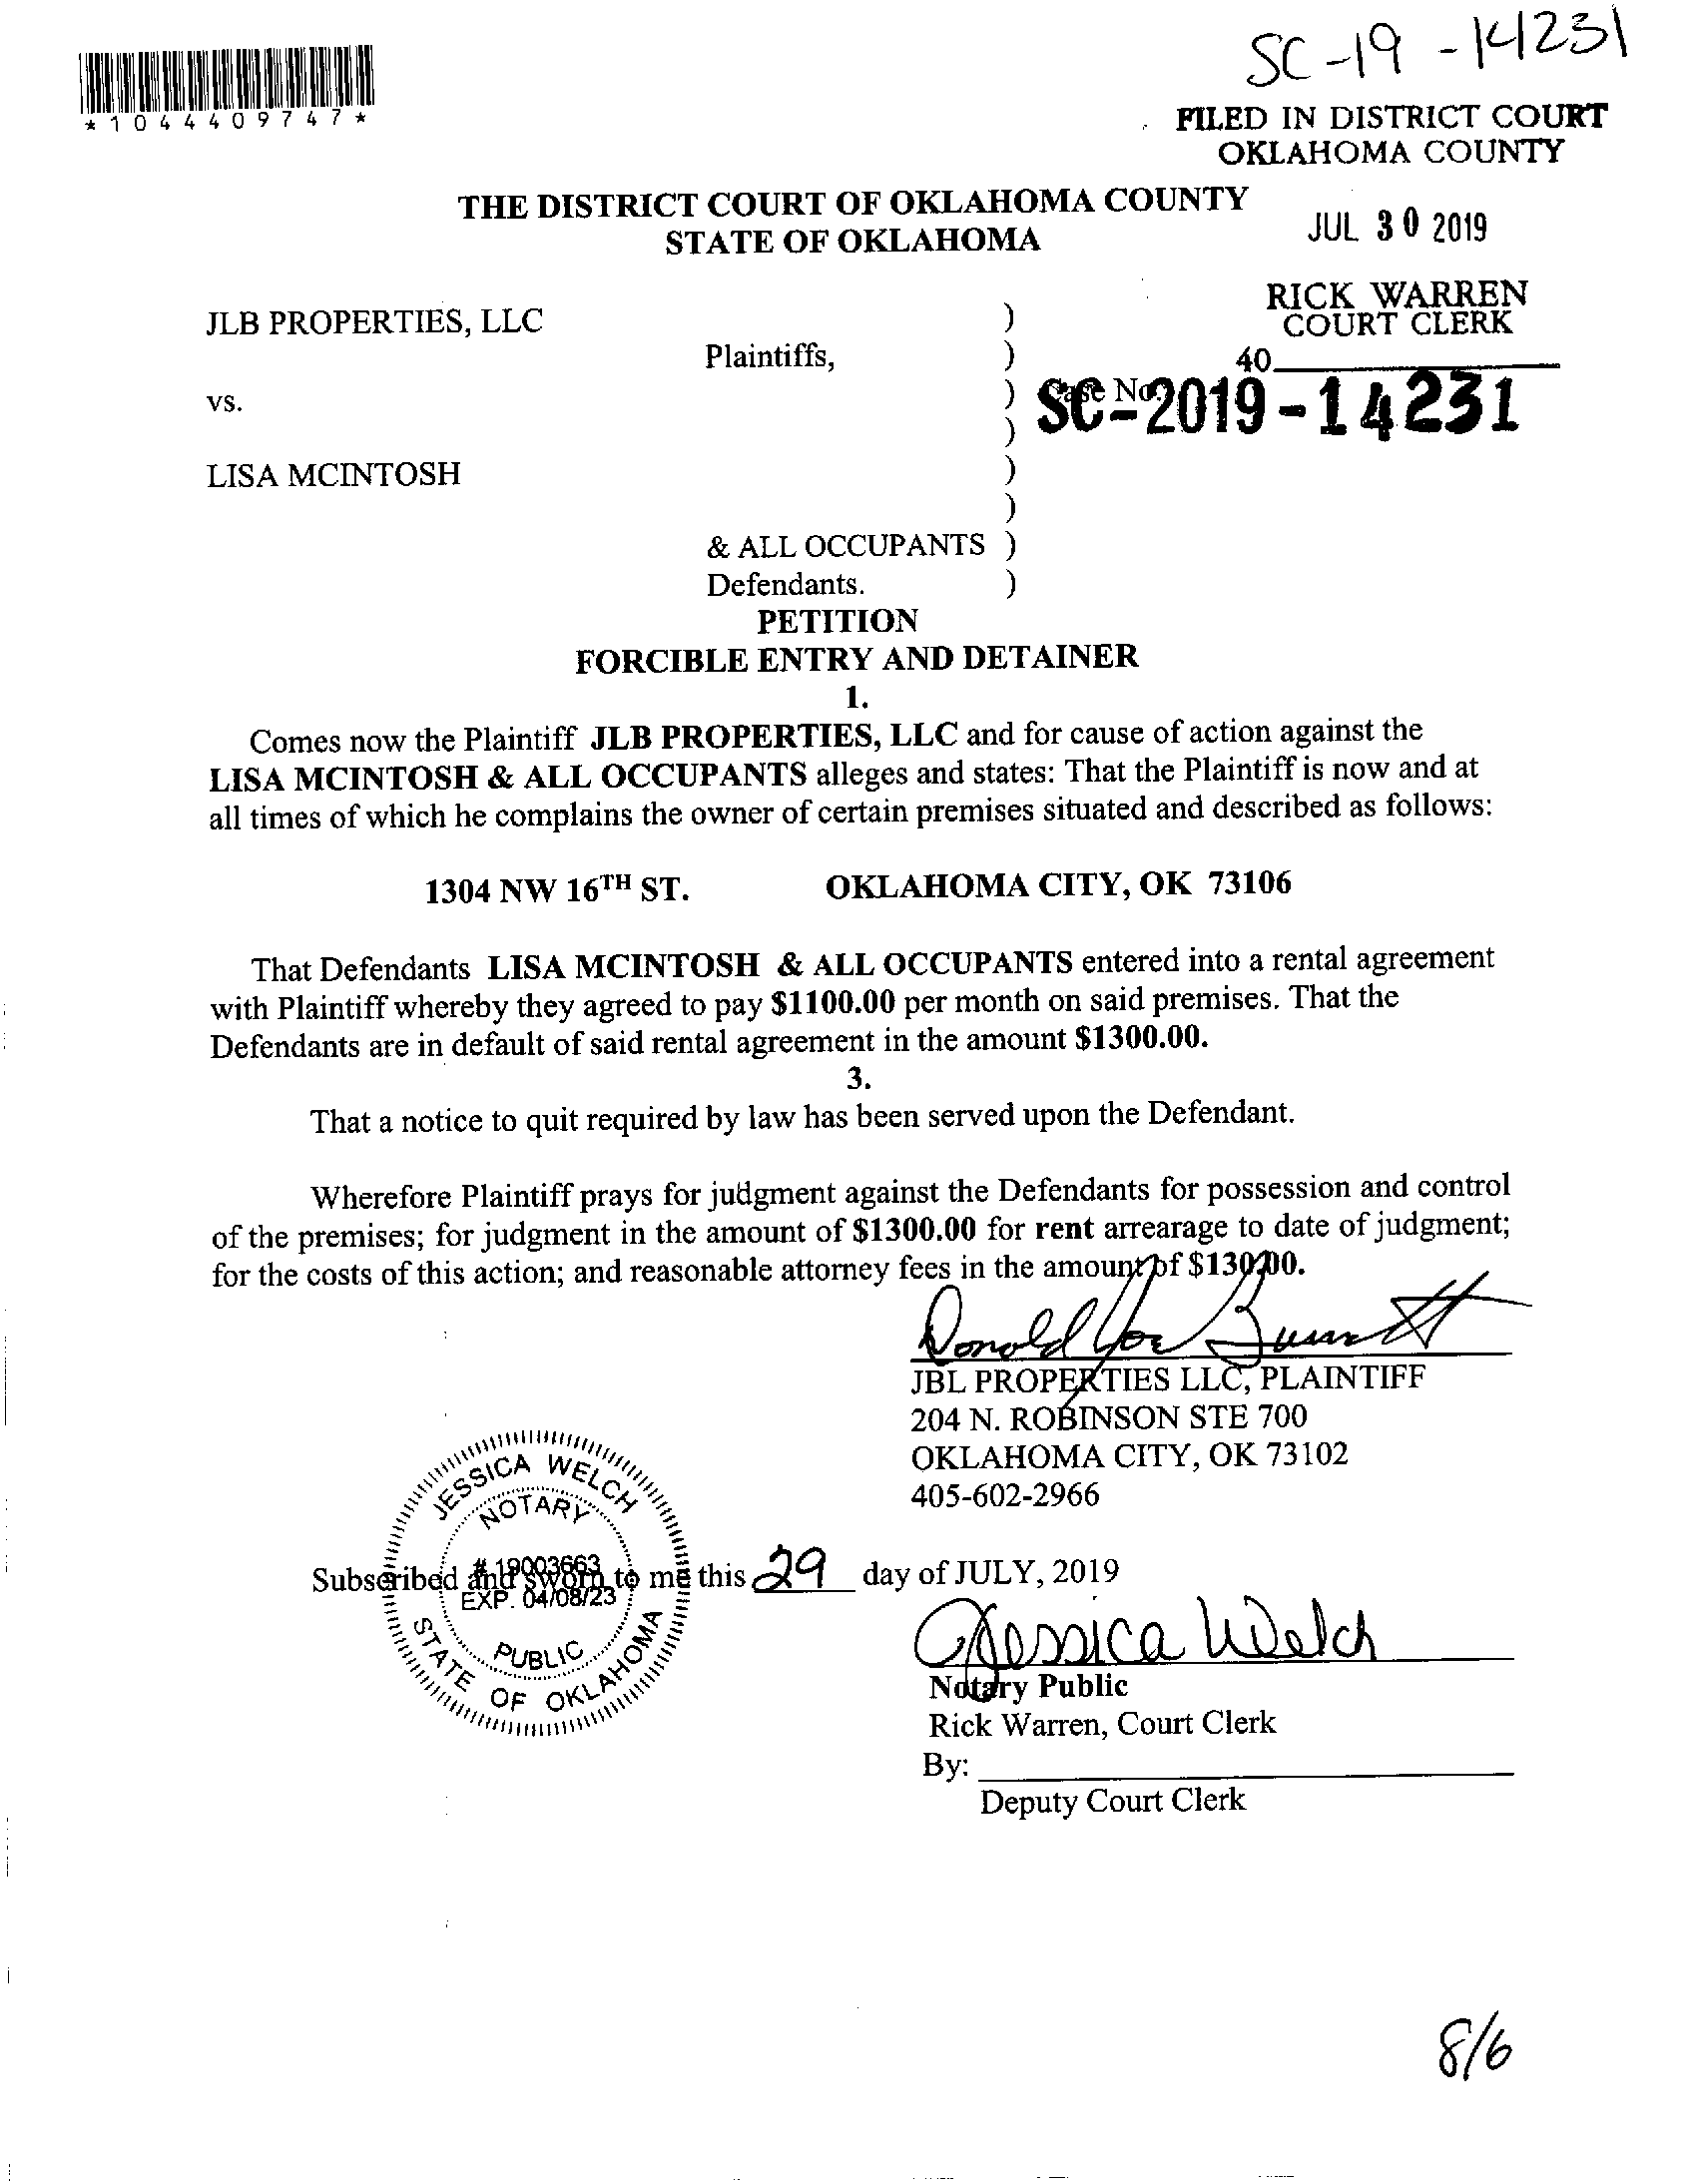 SC-19-14231
*1044409747*
FILED IN DISTRICT COURT
OKLAHOMA COUNTY
THE DISTRICT COURT OF OKLAHOMA COUNTY
STATE OF OKLAHOMA
JUL 30 2019
RICK WARREN
COURT CLERK
40
JLB PROPERTIES, LLC )
Plaintiffs, )
vs. ) Case No.
SC-2019-14231
)
LISA MCINTOSH )
)
& ALL OCCUPANTS )
Defendants. )
PETITION
FORCIBLE ENTRY AND DETAINER
1.
Comes now the Plaintiff JLB PROPERTIES, LLC and for cause of action against the
LISA MCINTOSH & ALL OCCUPANTS alleges and states: That the Plaintiff is now and at
all times of which he complains the owner of certain premises situated and described as follows:
1304 NW 16TH ST. OKLAHOMA CITY, OK 73106
That Defendants LISA MCINTOSH & ALL OCCUPANTS entered into a rental agreement
with Plaintiff whereby they agreed to pay $1100.00 per month on said premises. That the
Defendants are in default of said rental agreement in the amount $1300.00.
3.
That a notice to quit required by law has been served upon the Defendant.
Wherefore Plaintiff prays for judgment against the Defendants for possession and control
of the premises; for judgment in the amount of $1300.00 for rent arrearage to date of judgment;
for the costs of this action; and reasonable attorney fees in the amount of $130.00.
Donald Joe
JBL PROPERTIES LLC, PLAINTIFF
204 N. ROBINSON STE 700
OKLAHOMA CITY, OK 73102
405-602-2966
JESSICA WELCH
NOTARY
# 19003663
EXP. 04/08/23
PUBLIC
STATE OF OKLAHOMA
Subscribed and sworn to me this 29 day of JULY, 2019
Jessica Welch
Notary Public
Rick Warren, Court Clerk
By:
Deputy Court Clerk
8/6